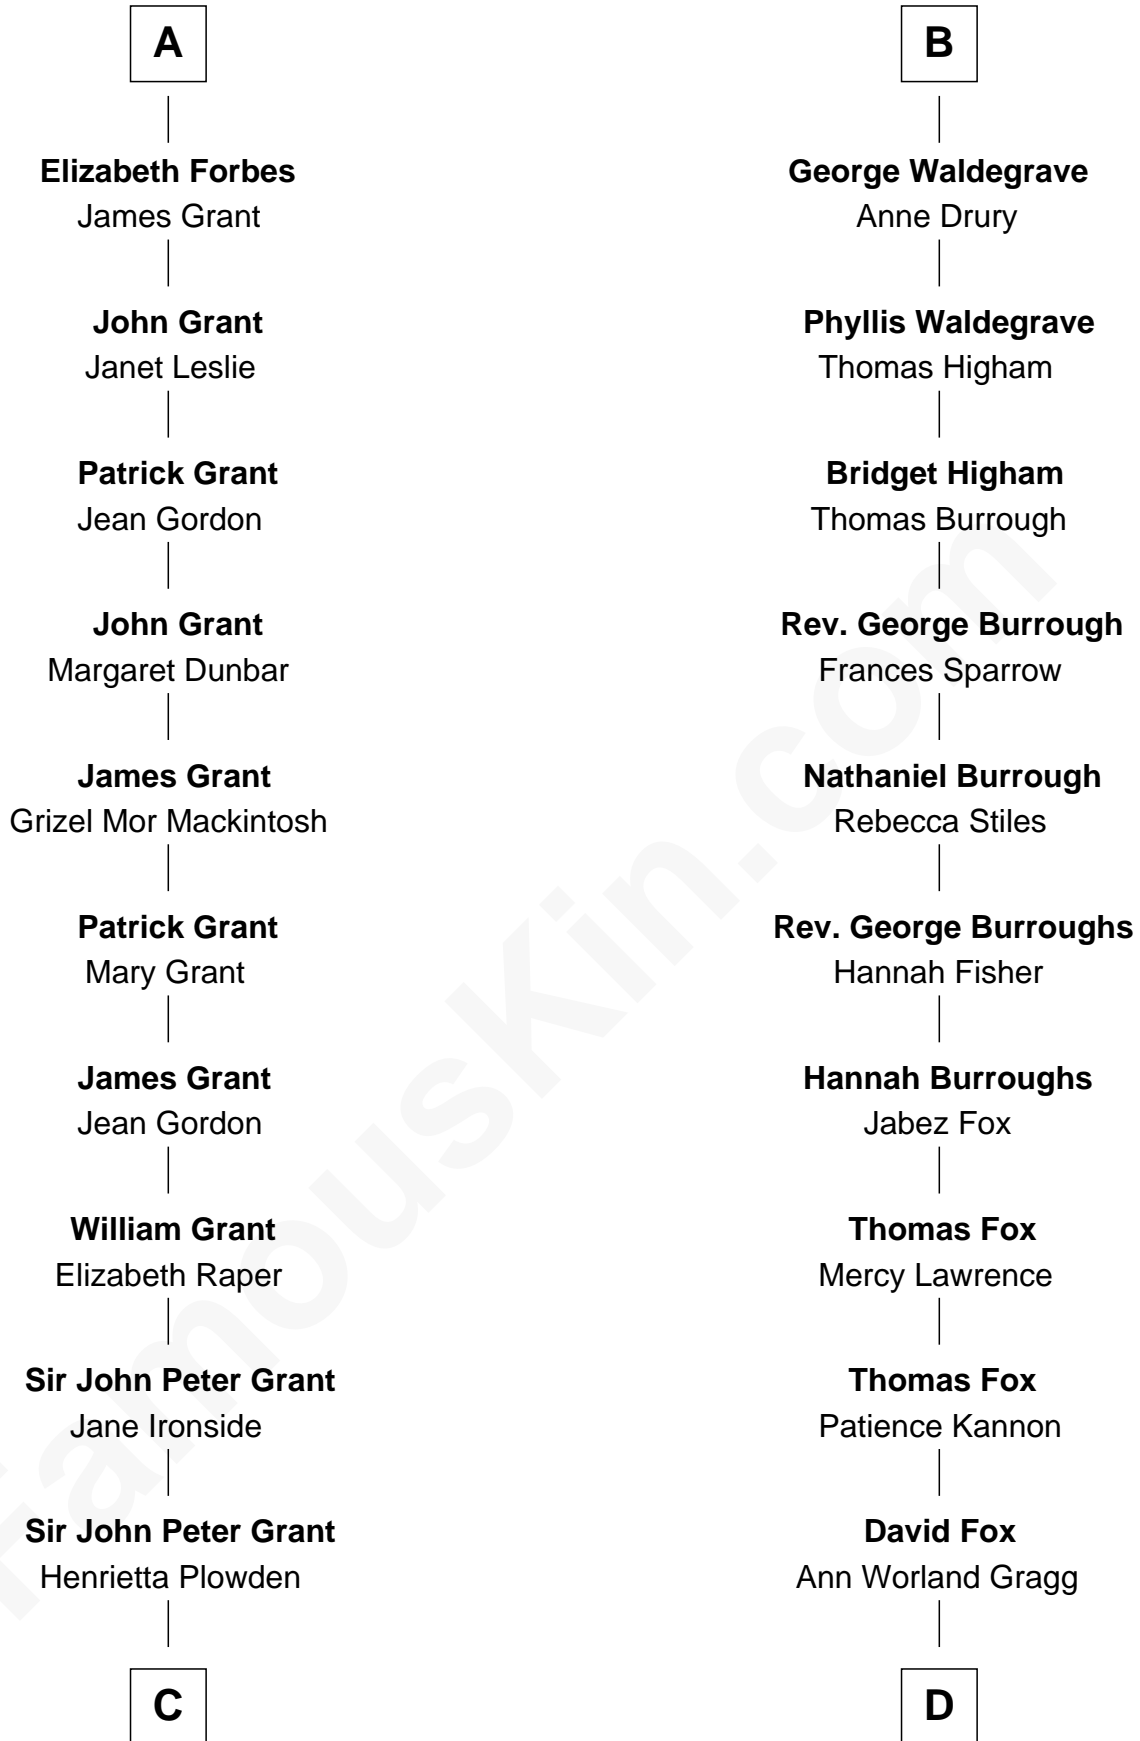 A
Elizabeth Forbes
James Grant
John Grant
Janet Leslie
Patrick Grant
Jean Gordon
John Grant
Margaret Dunbar
James Grant
Grizel Mor Mackintosh
Patrick Grant
Mary Grant
James Grant
Jean Gordon
William Grant
Elizabeth Raper
Sir John Peter Grant
Jane Ironside
Sir John Peter Grant
Henrietta Plowden
C
B
George Waldegrave
Anne Drury
Phyllis Waldegrave
Thomas Higham
Bridget Higham
Thomas Burrough
Rev. George Burrough
Frances Sparrow
Nathaniel Burrough
Rebecca Stiles
Rev. George Burroughs
Hannah Fisher
Hannah Burroughs
Jabez Fox
Thomas Fox
Mercy Lawrence
Thomas Fox
Patience Kannon
David Fox
Ann Worland Gragg
D
FamousKin.com